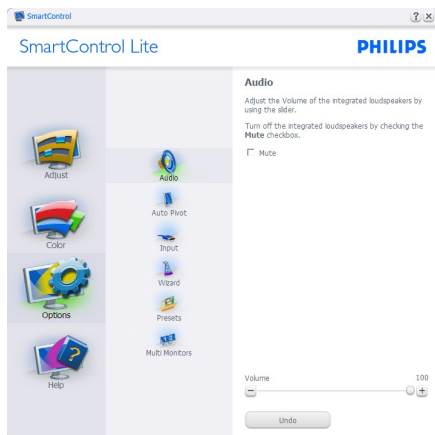 SmartControl
SmartControl Lite
PHILIPS
Adjust
Color
Options
Help
Audio
Auto Pivot
Input
Wizard
Presets
Multi Monitors
Audio
Adjust the Volume of the integrated loudspeakers by
using the slider.
Turn off the integrated loudspeakers by checking the
Mute checkbox.
Mute
Volume 100
Undo